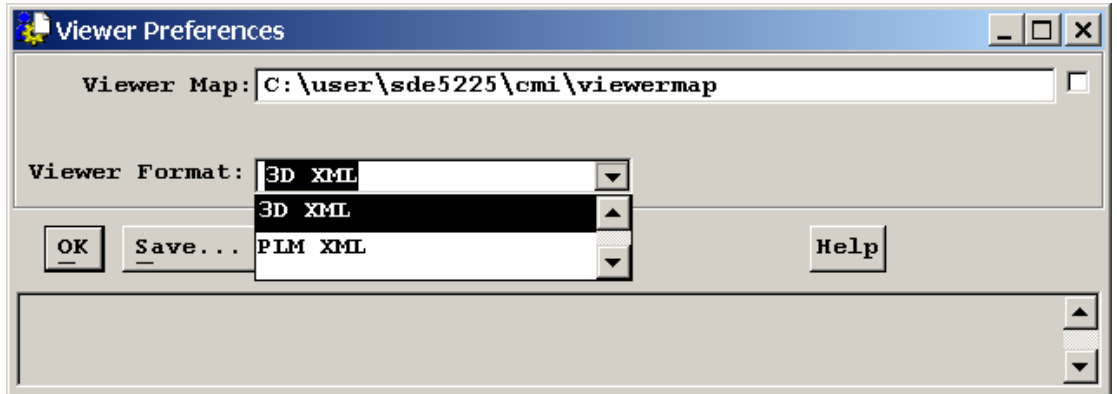 Viewer Preferences
Viewer Map: C:\user\sde5225\cmi\viewermap
Viewer Format: 3D XML
3D XML
PLM XML
OK Save... Help